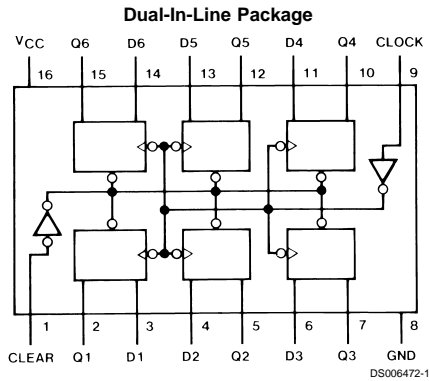 Dual-In-Line Package
VCC Q6 D6 D5 Q5 D4 Q4 CLOCK
16 15 14 13 12 11 10 9
1 2 3 4 5 6 7 8
CLEAR Q1 D1 D2 Q2 D3 Q3 GND
DS006472-1